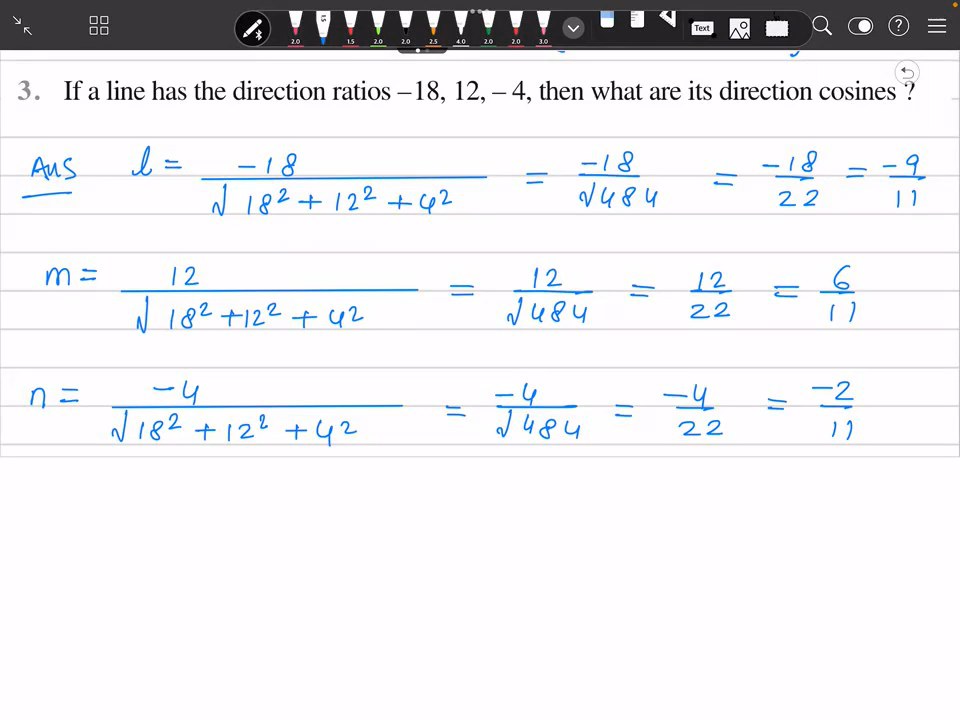 2.0 1.5 1.5 2.0 2.0 2.5 4.0 2.0 2.0 3.0 Text
3. If a line has the direction ratios –18, 12, – 4, then what are its direction cosines ?
Ans l = -18 / √18² + 12² + 4² = -18 / √484 = -18 / 22 = -9 / 11
m = 12 / √18² + 12² + 4² = 12 / √484 = 12 / 22 = 6 / 11
n = -4 / √18² + 12² + 4² = -4 / √484 = -4 / 22 = -2 / 11